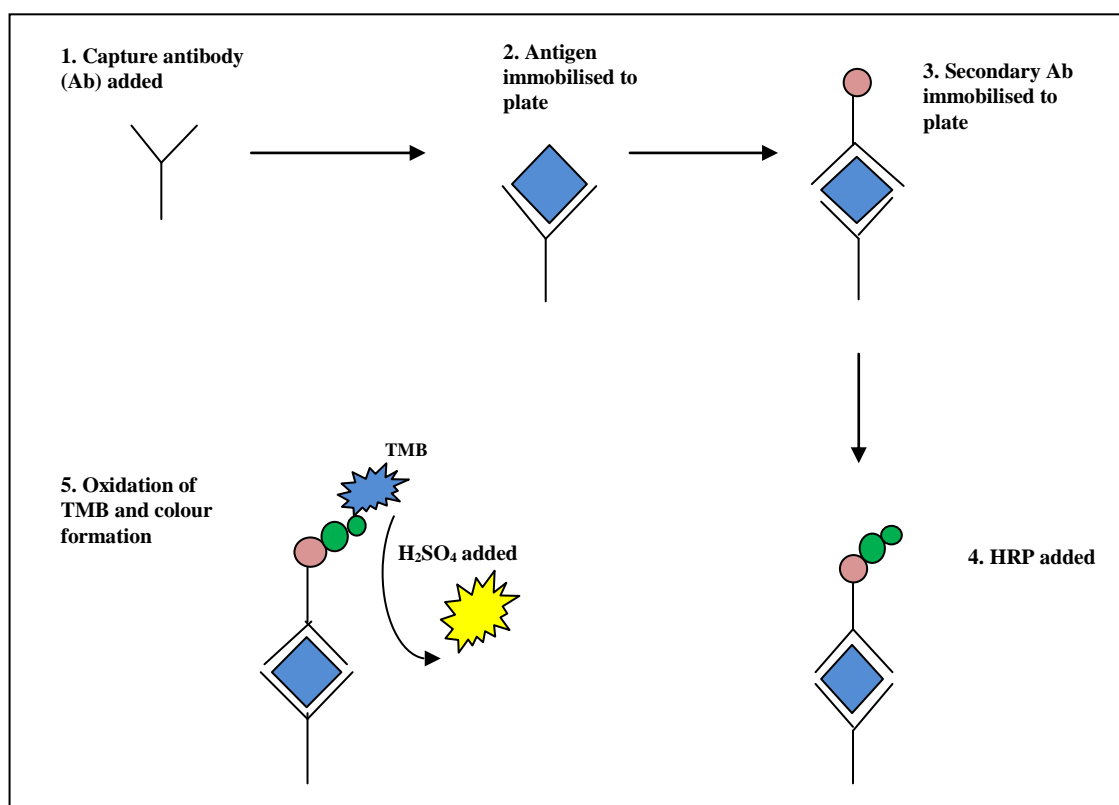 1. Capture antibody
(Ab) added
2. Antigen
immobilised to
plate
3. Secondary Ab
immobilised to
plate
4. HRP added
5. Oxidation of
TMB and colour
formation
TMB
H₂SO₄ added